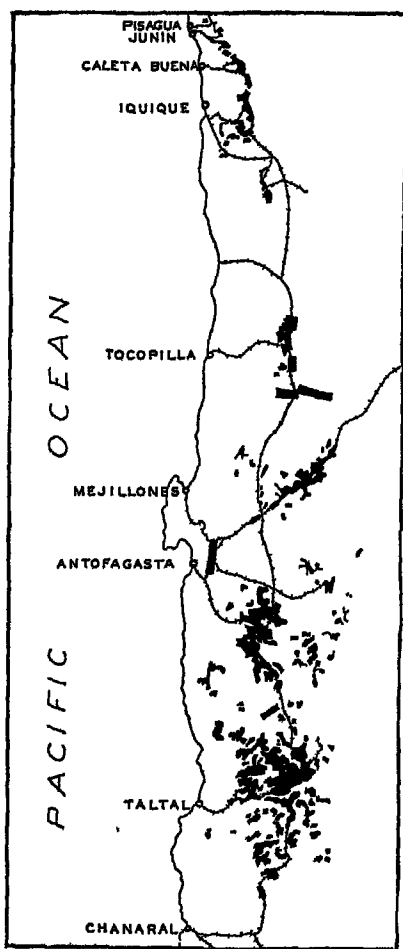 PISAGUA
JUNIN
CALETA BUENA
IQUIQUE
TOCOPILLA
MEJILLONES
ANTOFAGASTA
TALTAL
CHANARAL
PACIFIC OCEAN